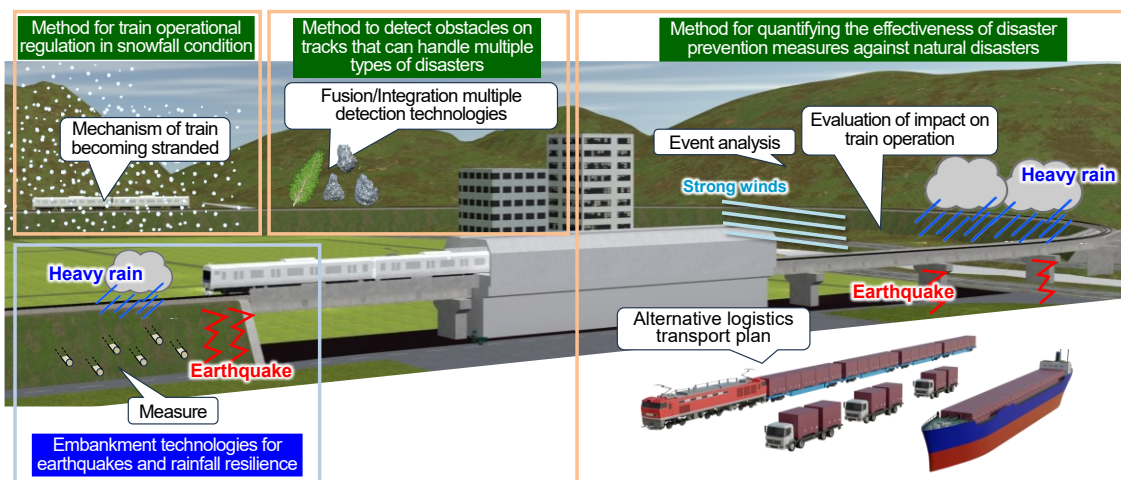 Method for train operational
regulation in snowfall condition
Method to detect obstacles on
tracks that can handle multiple
types of disasters
Method for quantifying the effectiveness of disaster
prevention measures against natural disasters
Fusion/Integration multiple
detection technologies
Mechanism of train
becoming stranded
Event analysis
Evaluation of impact on
train operation
Strong winds
Heavy rain
Heavy rain
Earthquake
Earthquake
Alternative logistics
transport plan
Measure
Embankment technologies for
earthquakes and rainfall resilience